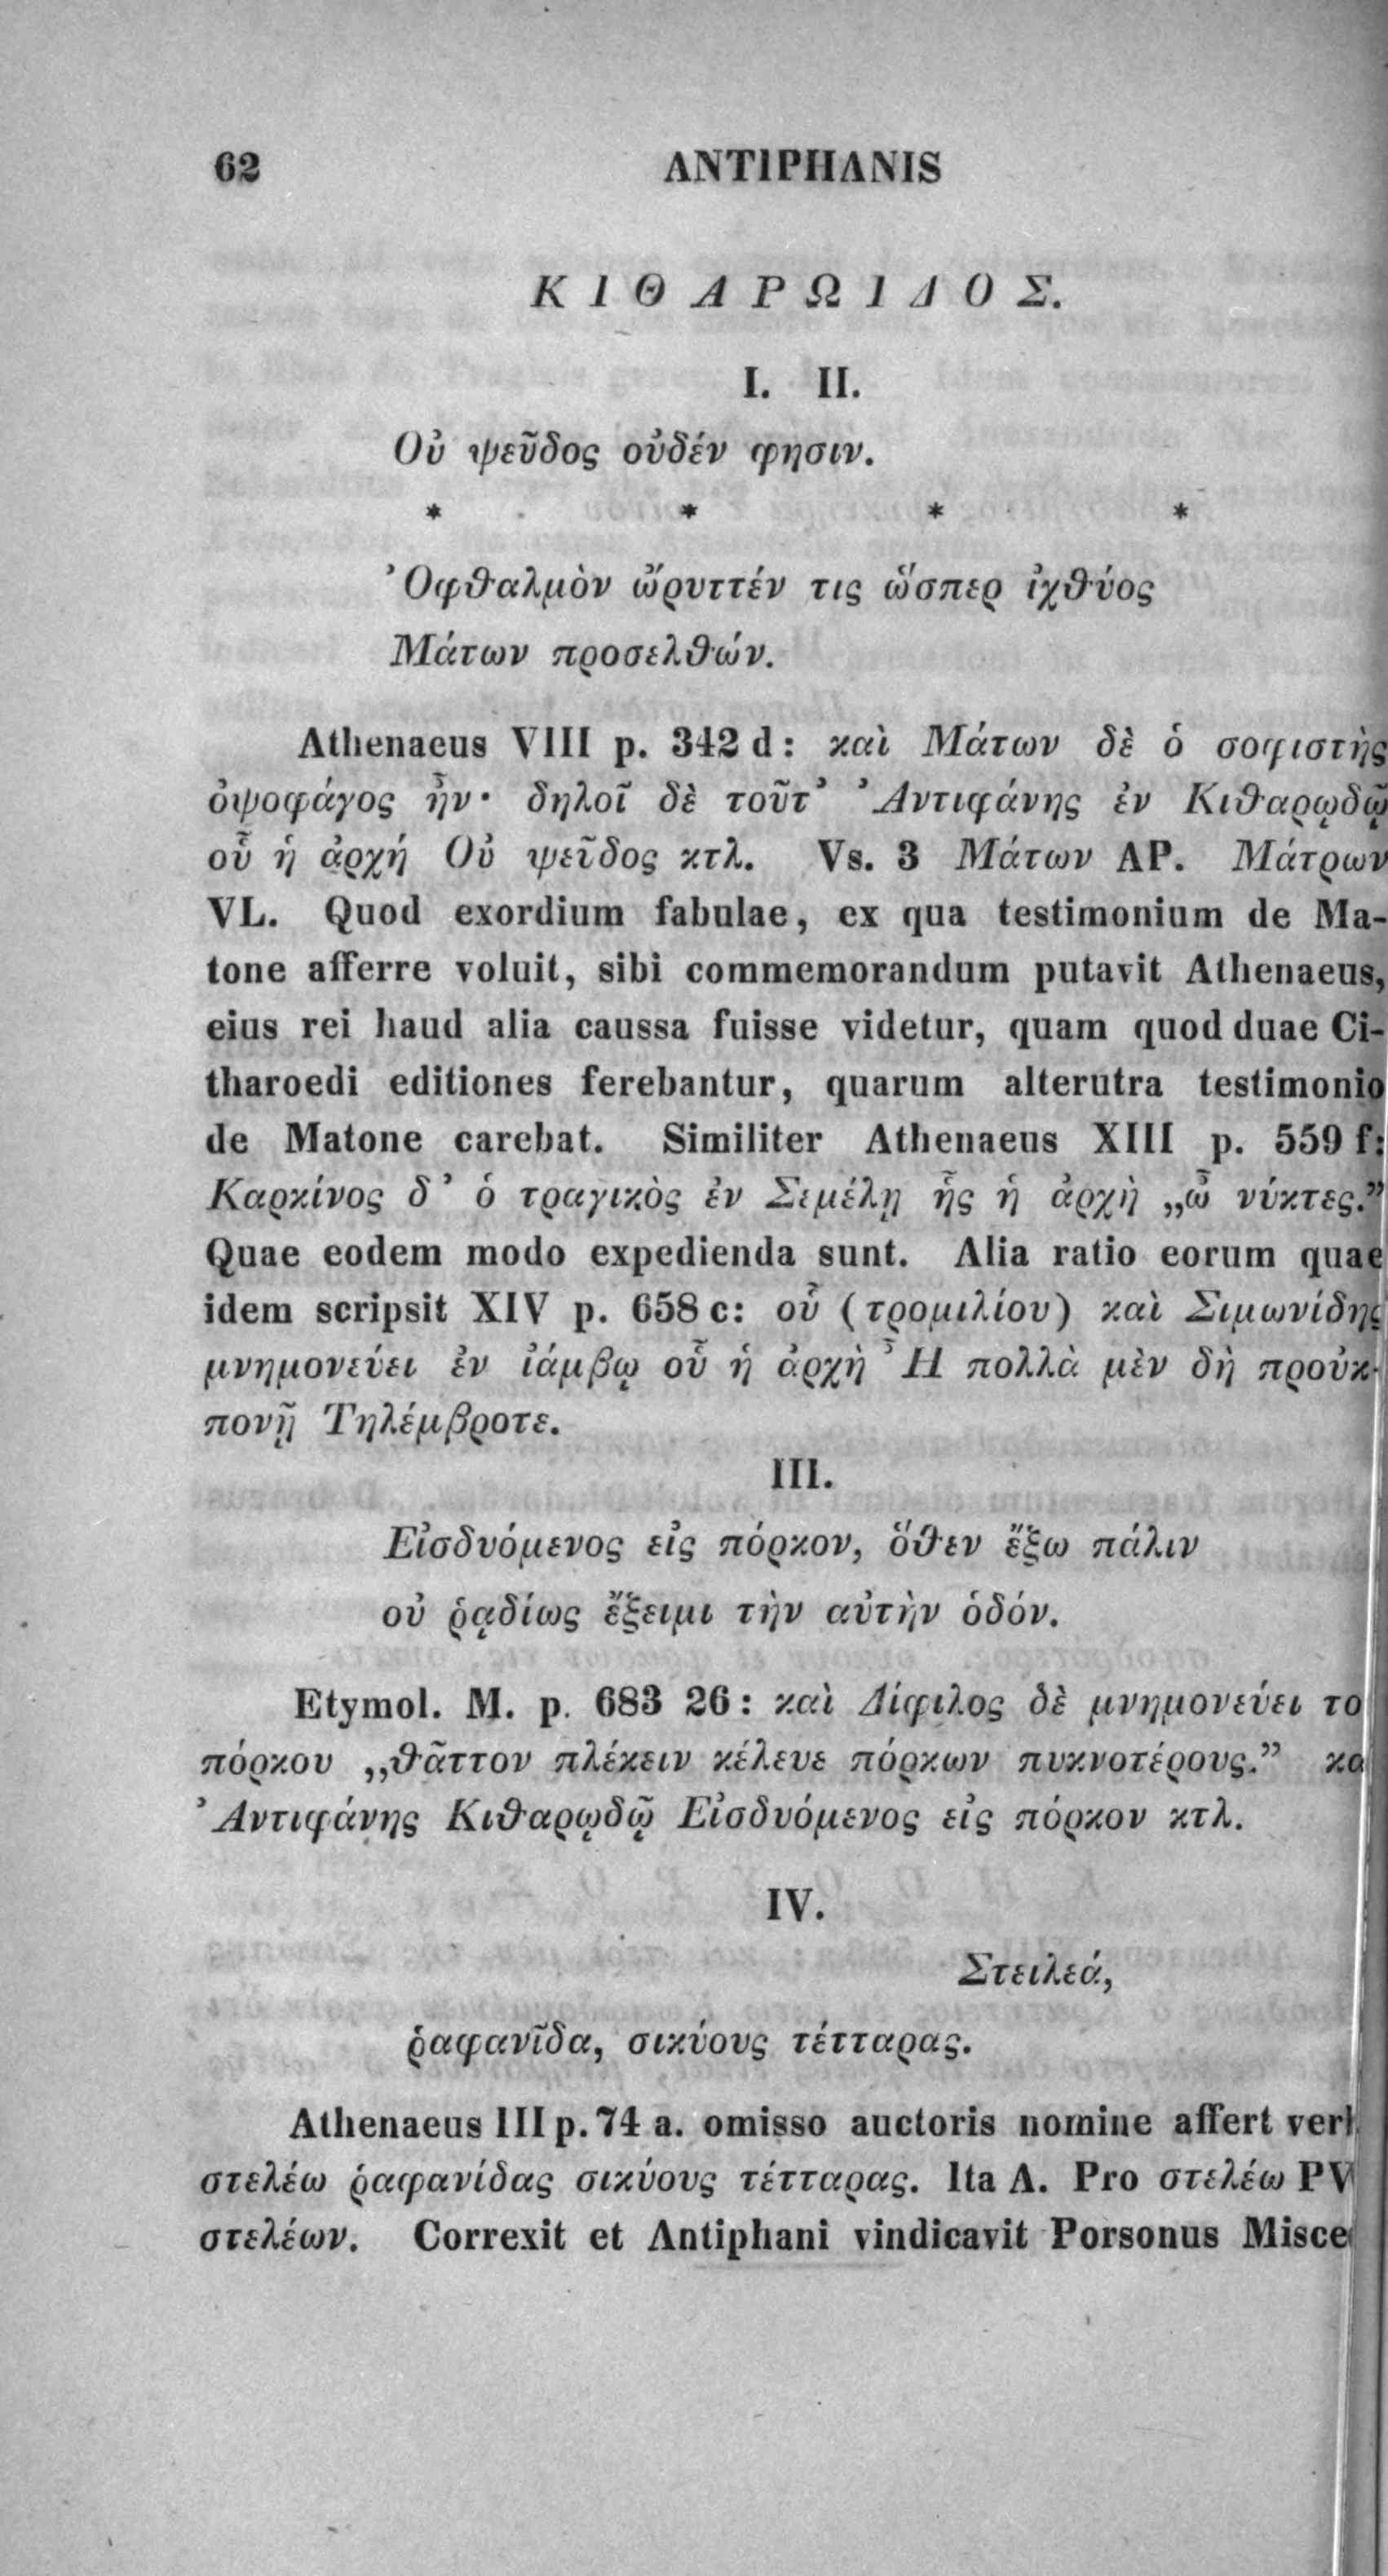 62 ANTIPHANIS
ΚΙΘΑΡΩΙΔΟΣ.
I. II.
Οὐ ψεῦδος οὐδέν φησιν.
* * * *
Ὀφθαλμὸν ὤρυττέν τις ὥσπερ ἰχθύος
Μάτων προσελθών.
Athenaeus VIII p. 342 d: καὶ Μάτων δὲ ὁ σοφιστὴς
ὀψοφάγος ἦν· δηλοῖ δὲ τοῦτ᾽ Ἀντιφάνης ἐν Κιθαρῳδῷ
οὗ ἡ ἀρχή Οὐ ψεῖδος κτλ. Vs. 3 Μάτων AP. Μάτρων
VL. Quod exordium fabulae, ex qua testimonium de Ma-
tone afferre voluit, sibi commemorandum putavit Athenaeus,
eius rei haud alia caussa fuisse videtur, quam quod duae Ci-
tharoedi editiones ferebantur, quarum alterutra testimonio
de Matone carebat. Similiter Athenaeus XIII p. 559 f:
Καρκίνος δ᾽ ὁ τραγικὸς ἐν Σεμέλῃ ἧς ἡ ἀρχὴ „ὦ νύκτες.”
Quae eodem modo expedienda sunt. Alia ratio eorum quae
idem scripsit XIV p. 658 c: οὗ (τρομιλίου) καὶ Σιμωνίδης
μνημονεύει ἐν ἰάμβῳ οὗ ἡ ἀρχὴ Ἦ πολλὰ μὲν δὴ προὐκ-
πονῇ Τηλέμβροτε.
III.
Εἰσδυόμενος εἰς πόρκον, ὅθεν ἔξω πάλιν
οὐ ῥᾳδίως ἔξειμι τὴν αὐτὴν ὁδόν.
Etymol. M. p. 683 26: καὶ Δίφιλος δὲ μνημονεύει το
πόρκου „θᾶττον πλέκειν κέλευε πόρκων πυκνοτέρους.” κα
Ἀντιφάνης Κιθαρῳδῷ Εἰσδυόμενος εἰς πόρκον κτλ.
IV.
Στειλεά,
ῥαφανῖδα, σικύους τέτταρας.
Athenaeus III p. 74 a. omisso auctoris nomine affert verb
στελέω ῥαφανίδας σικύους τέτταρας. Ita A. Pro στελέω PV
στελέων. Correxit et Antiphani vindicavit Porsonus Misce